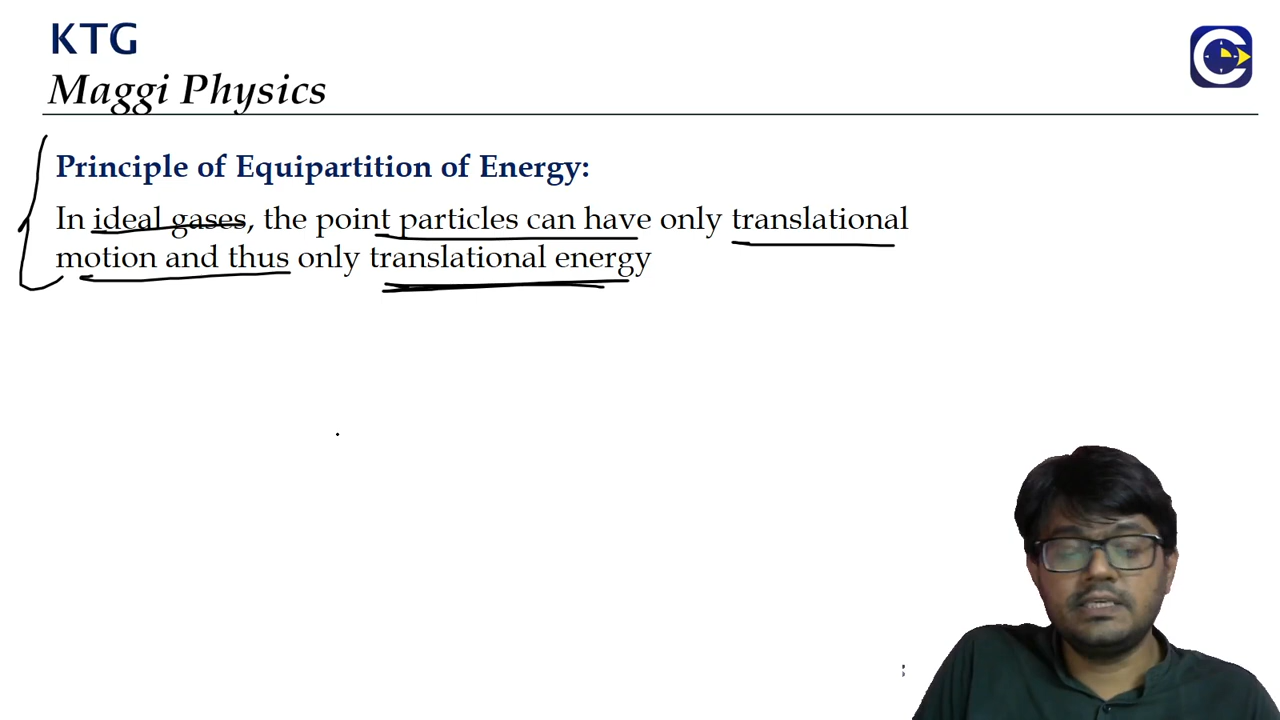 KTG
Maggi Physics
Principle of Equipartition of Energy:
In ideal gases, the point particles can have only translational
motion and thus only translational energy